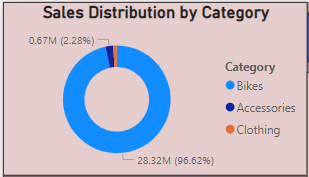 Sales Distribution by Category
0.67M (2.28%)
Category
Bikes
Accessories
Clothing
28.32M (96.62%)